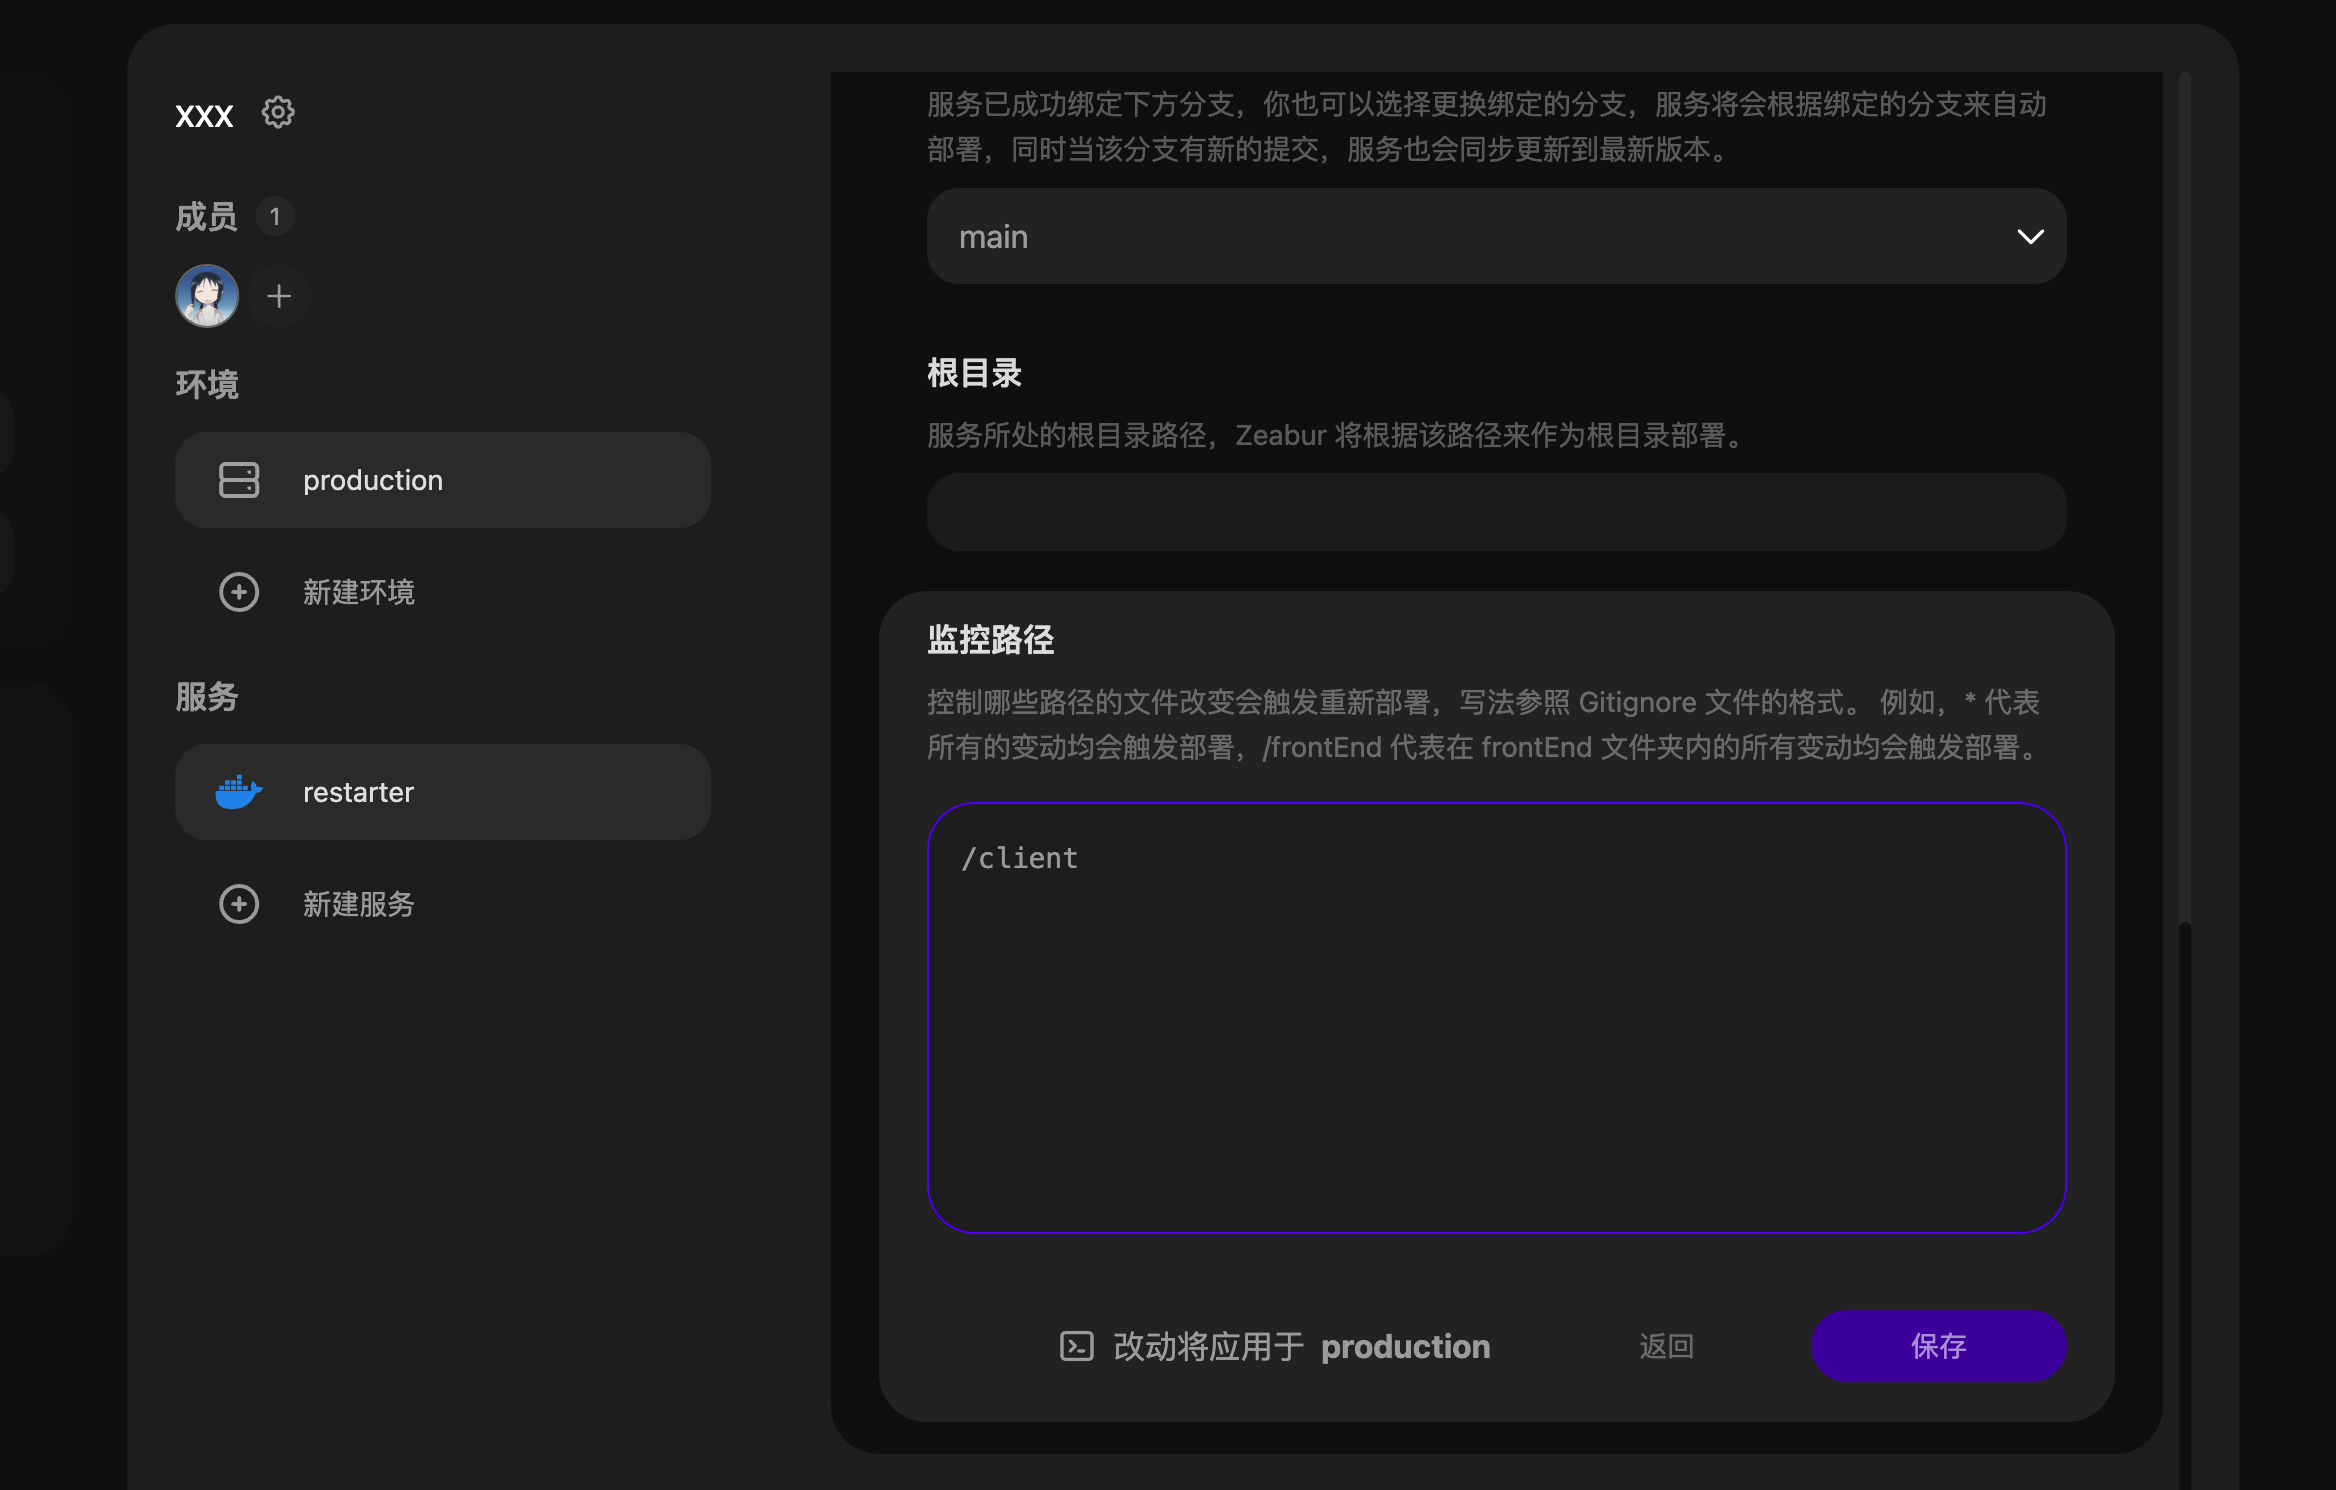 xxx
成员 1
环境
production
新建环境
服务
restarter
新建服务
服务已成功绑定下方分支，你也可以选择更换绑定的分支，服务将会根据绑定的分支来自动
部署，同时当该分支有新的提交，服务也会同步更新到最新版本。
main
根目录
服务所处的根目录路径，Zeabur 将根据该路径来作为根目录部署。
监控路径
控制哪些路径的文件改变会触发重新部署，写法参照 Gitignore 文件的格式。 例如，* 代表
所有的变动均会触发部署，/frontEnd 代表在 frontEnd 文件夹内的所有变动均会触发部署。
/client
改动将应用于 production
返回
保存